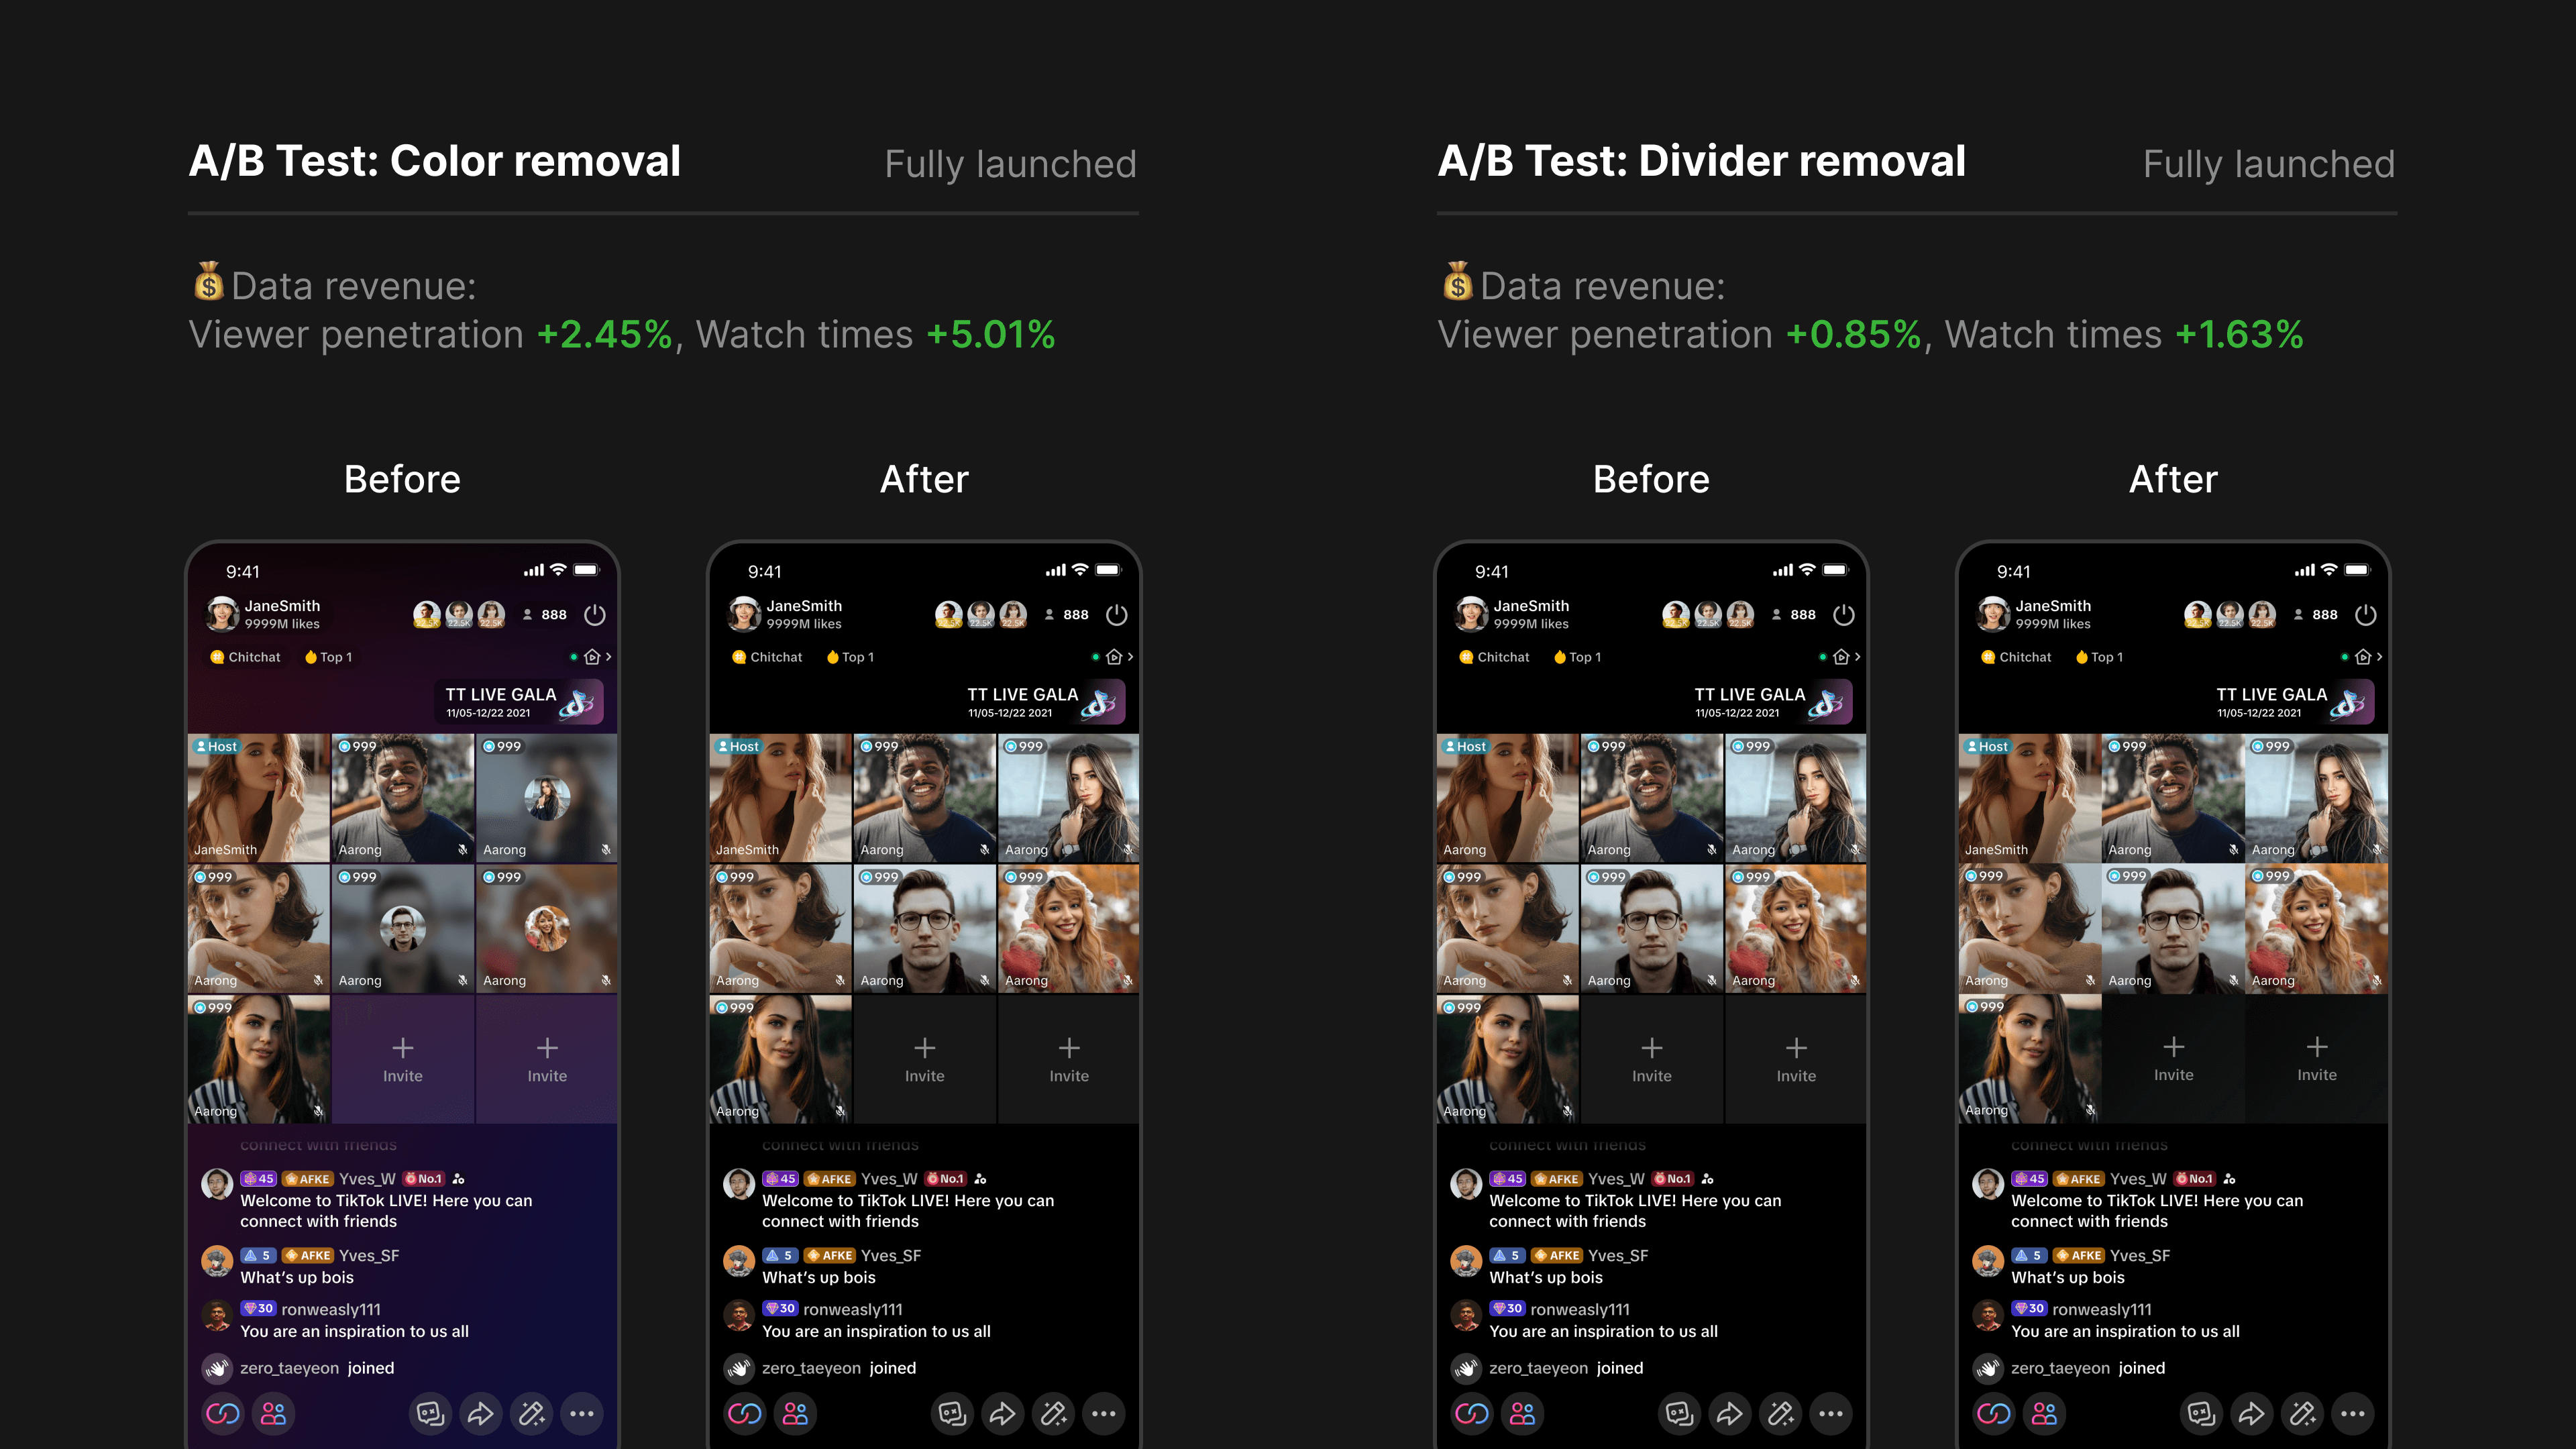 A/B Test: Color removal
Fully launched
💰Data revenue:
Viewer penetration +2.45%, Watch times +5.01%
Before
After
9:41
JaneSmith
9999M likes
22.5K
22.5K
888
Chitchat
Top 1
TT LIVE GALA
11/05-12/22 2021
Host
999
999
JaneSmith
Aarong
Aarong
999
999
999
Aarong
Aarong
Aarong
999
Invite
Invite
Aarong
connect with friends
45 AFKE Yves_W No.1
Welcome to TikTok LIVE! Here you can
connect with friends
5 AFKE Yves_SF
What's up bois
30 ronweasly111
You are an inspiration to us all
zero_taeyeon joined
9:41
JaneSmith
9999M likes
22.5K
22.5K
888
Chitchat
Top 1
TT LIVE GALA
11/05-12/22 2021
Host
999
999
JaneSmith
Aarong
Aarong
999
999
999
Aarong
Aarong
Aarong
999
Invite
Invite
Aarong
connect with friends
45 AFKE Yves_W No.1
Welcome to TikTok LIVE! Here you can
connect with friends
5 AFKE Yves_SF
What's up bois
30 ronweasly111
You are an inspiration to us all
zero_taeyeon joined
A/B Test: Divider removal
Fully launched
💰Data revenue:
Viewer penetration +0.85%, Watch times +1.63%
Before
After
9:41
JaneSmith
9999M likes
22.5K
22.5K
888
Chitchat
Top 1
TT LIVE GALA
11/05-12/22 2021
Host
999
999
Aarong
Aarong
Aarong
999
999
999
Aarong
Aarong
Aarong
999
Invite
Invite
Aarong
connect with friends
45 AFKE Yves_W No.1
Welcome to TikTok LIVE! Here you can
connect with friends
5 AFKE Yves_SF
What's up bois
30 ronweasly111
You are an inspiration to us all
zero_taeyeon joined
9:41
JaneSmith
9999M likes
22.5K
22.5K
888
Chitchat
Top 1
TT LIVE GALA
11/05-12/22 2021
Host
999
999
JaneSmith
Aarong
Aarong
999
999
999
Aarong
Aarong
Aarong
999
Invite
Invite
Aarong
connect with friends
45 AFKE Yves_W No.1
Welcome to TikTok LIVE! Here you can
connect with friends
5 AFKE Yves_SF
What's up bois
30 ronweasly111
You are an inspiration to us all
zero_taeyeon joined